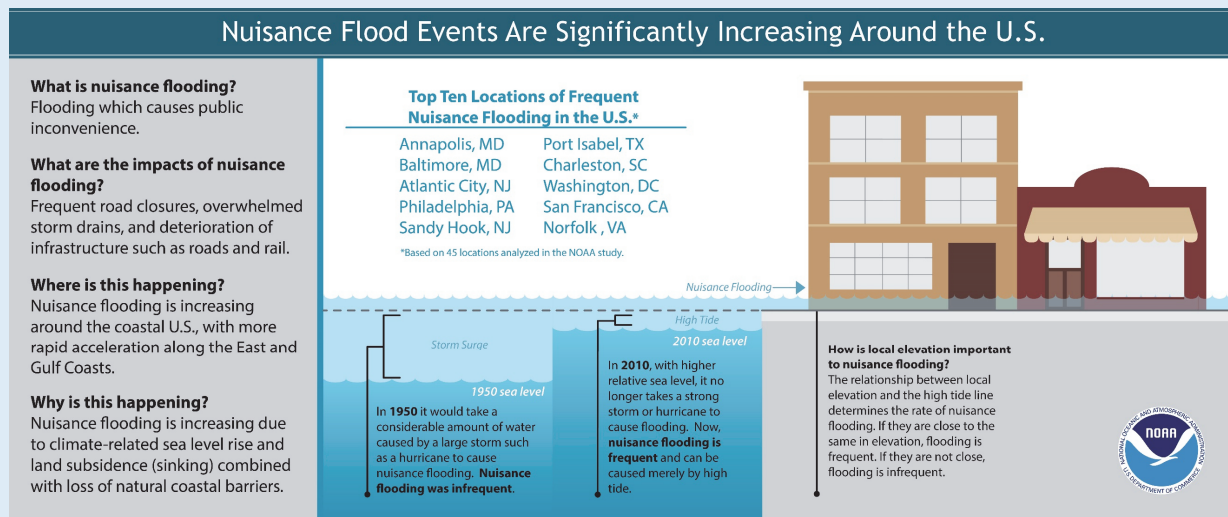 Nuisance Flood Events Are Significantly Increasing Around the U.S.
What is nuisance flooding?
Flooding which causes public
inconvenience.
What are the impacts of nuisance
flooding?
Frequent road closures, overwhelmed
storm drains, and deterioration of
infrastructure such as roads and rail.
Where is this happening?
Nuisance flooding is increasing
around the coastal U.S., with more
rapid acceleration along the East and
Gulf Coasts.
Why is this happening?
Nuisance flooding is increasing due
to climate-related sea level rise and
land subsidence (sinking) combined
with loss of natural coastal barriers.
Top Ten Locations of Frequent
Nuisance Flooding in the U.S.*
Annapolis, MD
Baltimore, MD
Atlantic City, NJ
Philadelphia, PA
Sandy Hook, NJ
Port Isabel, TX
Charleston, SC
Washington, DC
San Francisco, CA
Norfolk , VA
*Based on 45 locations analyzed in the NOAA study.
Nuisance Flooding
Storm Surge
1950 sea level
In 1950 it would take a
considerable amount of water
caused by a large storm such
as a hurricane to cause
nuisance flooding. Nuisance
flooding was infrequent.
High Tide
2010 sea level
In 2010, with higher
relative sea level, it no
longer takes a strong
storm or hurricane to
cause flooding. Now,
nuisance flooding is
frequent and can be
caused merely by high
tide.
How is local elevation important
to nuisance flooding?
The relationship between local
elevation and the high tide line
determines the rate of nuisance
flooding. If they are close to the
same in elevation, flooding is
frequent. If they are not close,
flooding is infrequent.
NATIONAL OCEANIC AND ATMOSPHERIC ADMINISTRATION
NOAA
U.S. DEPARTMENT OF COMMERCE